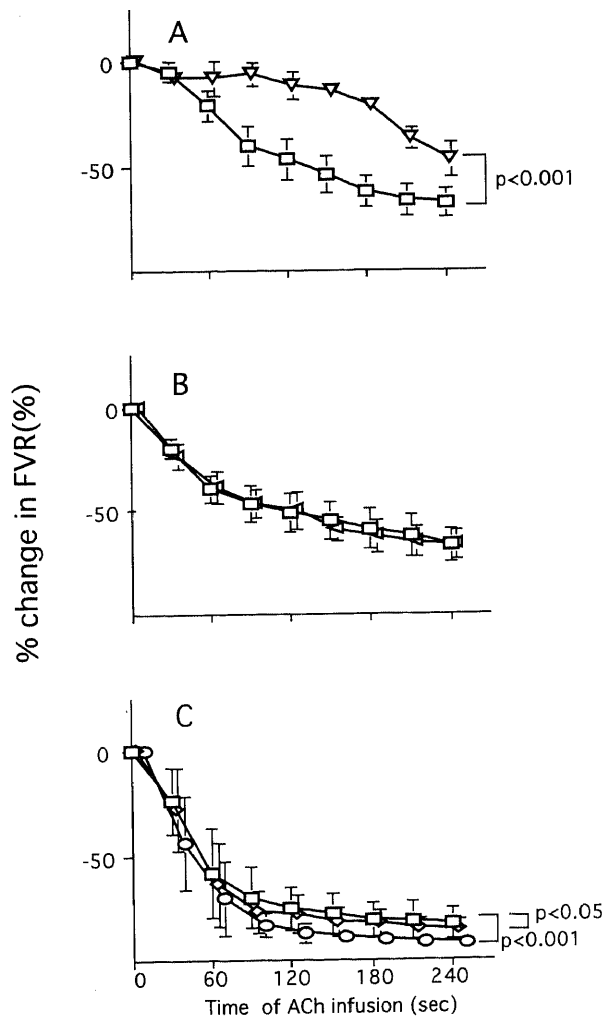 A
0
-50
p<0.001
B
0
-50
% change in FVR(%)
C
0
-50
p<0.05
p<0.001
0 60 120 180 240
Time of ACh infusion (sec)